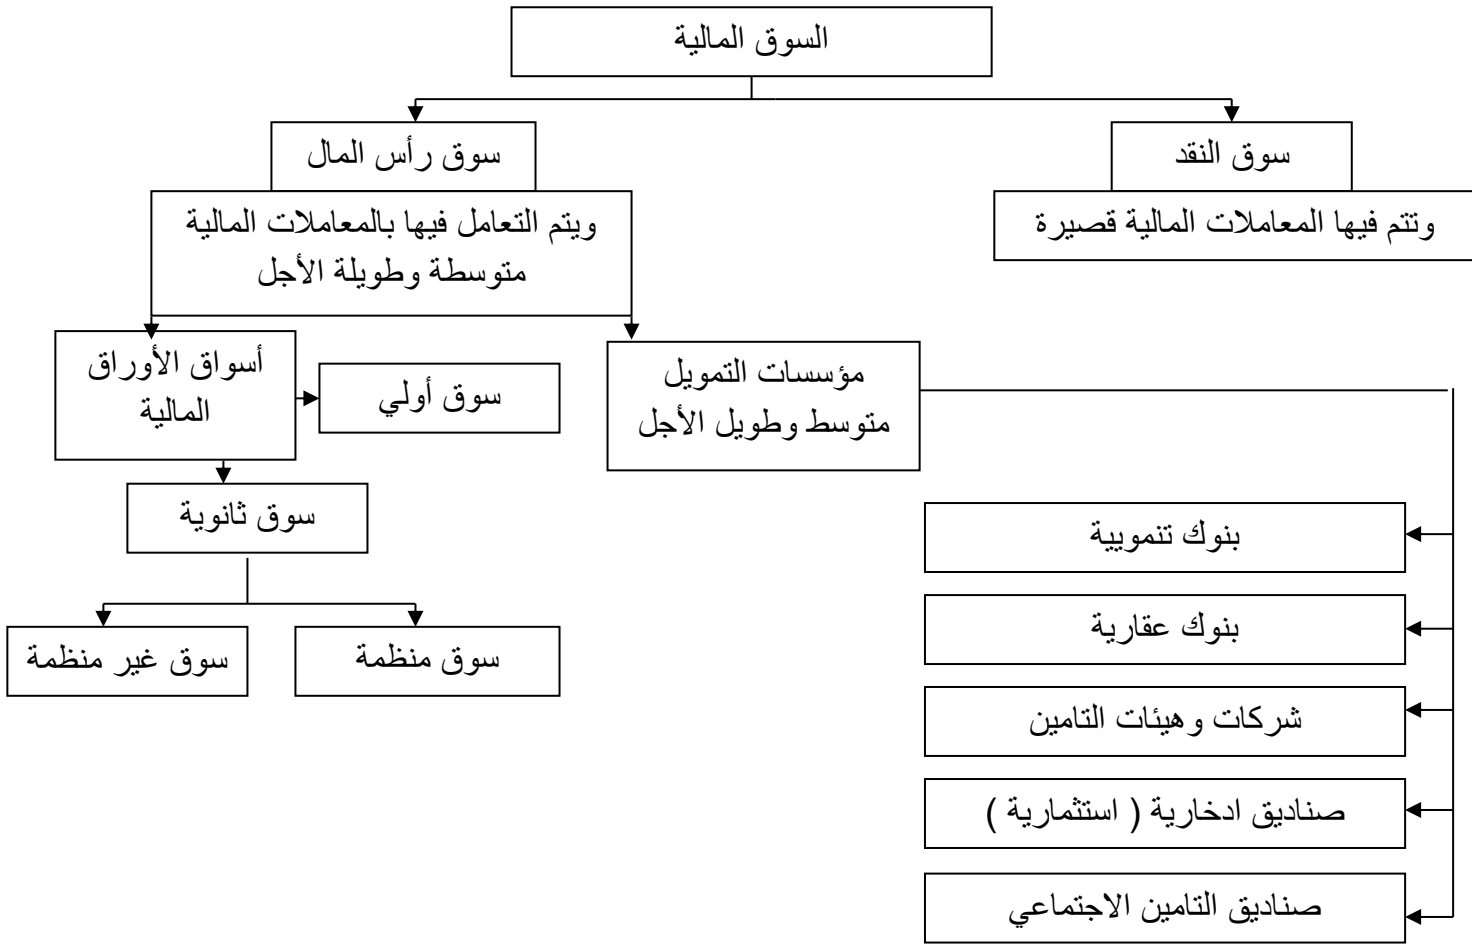 السوق المالية
سوق النقد
سوق رأس المال
وتتم فيها المعاملات المالية قصيرة
ويتم التعامل فيها بالمعاملات المالية
متوسطة وطويلة الأجل
مؤسسات التمويل
متوسط وطويل الأجل
أسواق الأوراق
المالية
سوق أولي
سوق ثانوية
سوق منظمة
سوق غير منظمة
بنوك تنمويية
بنوك عقارية
شركات وهيئات التامين
صناديق ادخارية ( استثمارية )
صناديق التامين الاجتماعي